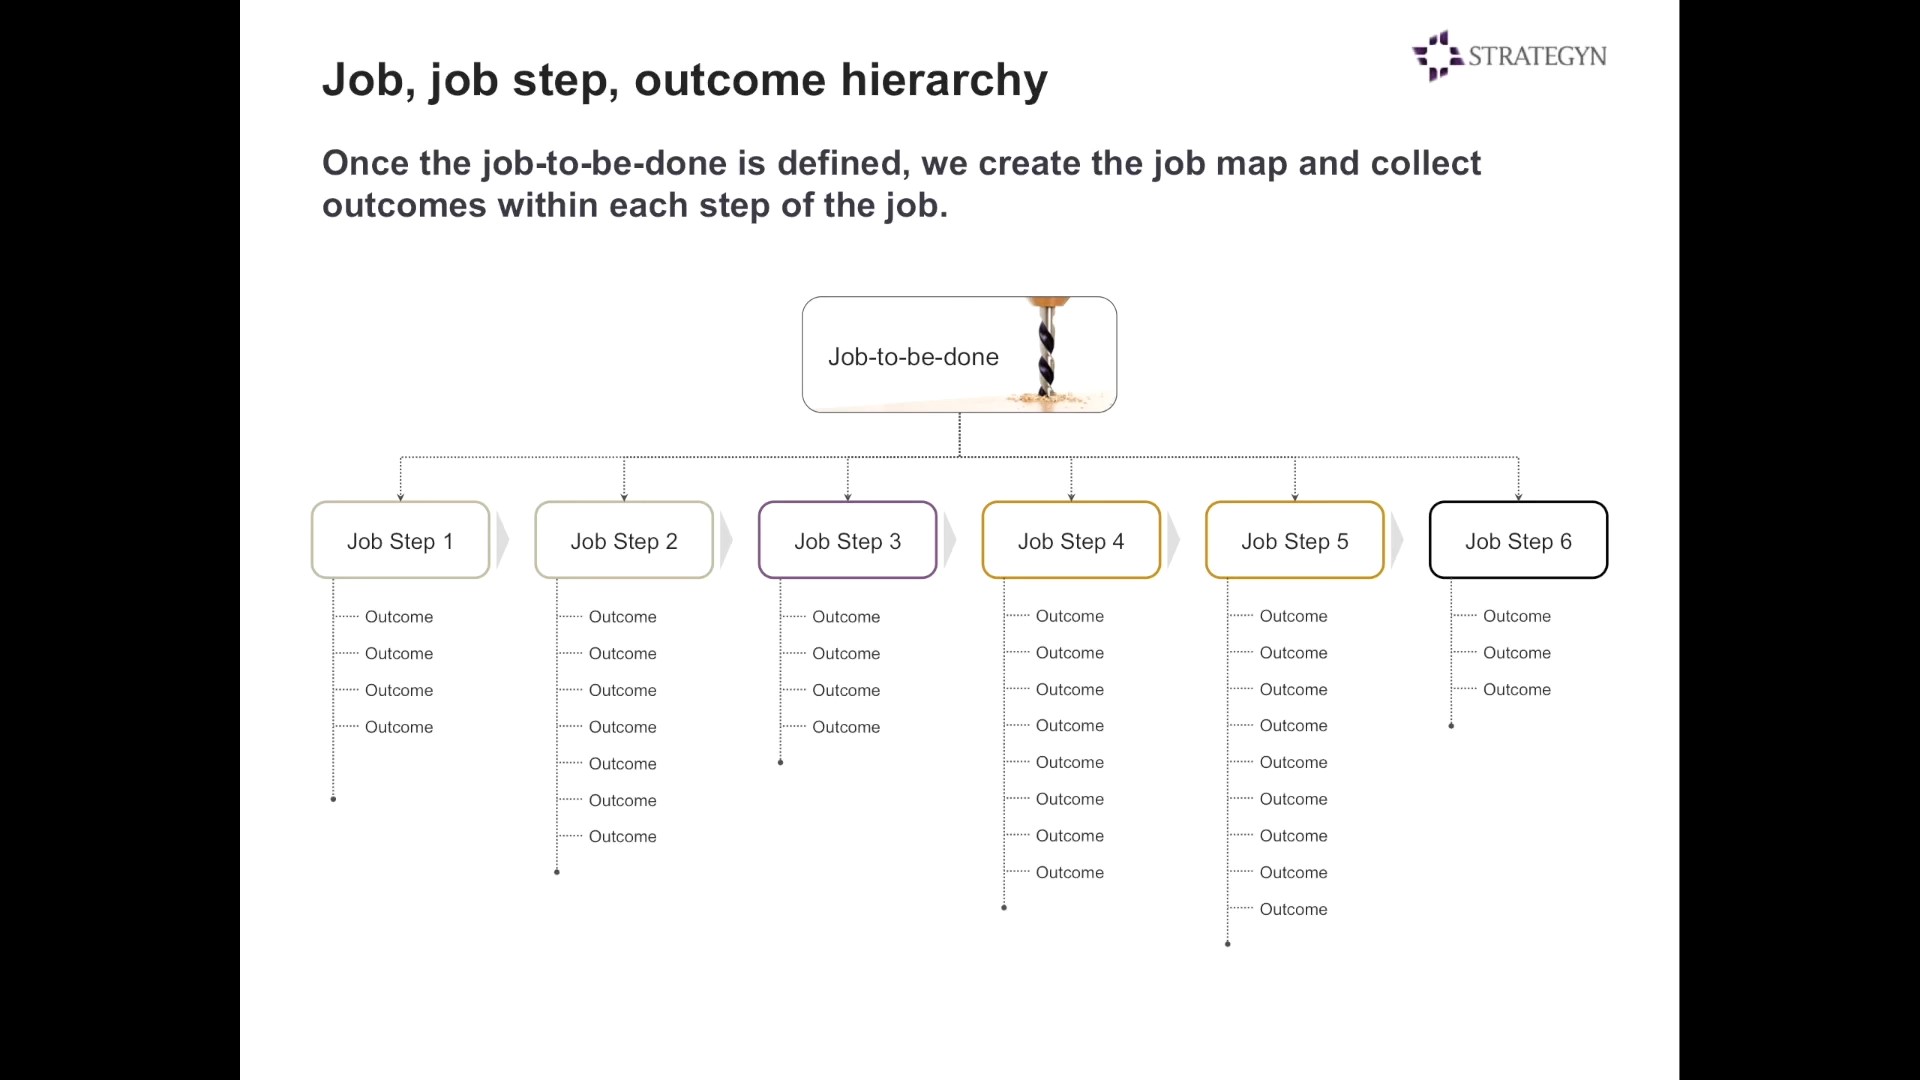 STRATEGYN
Job, job step, outcome hierarchy
Once the job-to-be-done is defined, we create the job map and collect
outcomes within each step of the job.
Job-to-be-done
Job Step 1
Outcome
Outcome
Outcome
Outcome
Job Step 2
Outcome
Outcome
Outcome
Outcome
Outcome
Outcome
Outcome
Job Step 3
Outcome
Outcome
Outcome
Outcome
Job Step 4
Outcome
Outcome
Outcome
Outcome
Outcome
Outcome
Outcome
Outcome
Job Step 5
Outcome
Outcome
Outcome
Outcome
Outcome
Outcome
Outcome
Outcome
Outcome
Job Step 6
Outcome
Outcome
Outcome